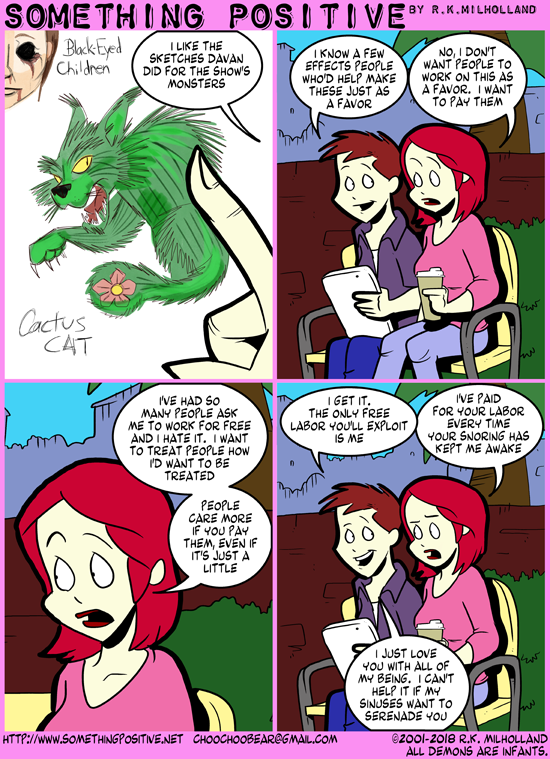 SOMETHING POSITIVE BY R.K.MILHOLLAND
Black-Eyed
Children
I LIKE THE
SKETCHES DAVAN
DID FOR THE SHOW'S
MONSTERS
Cactus
CAT
I KNOW A FEW
EFFECTS PEOPLE
WHO'D HELP MAKE
THESE JUST AS
A FAVOR
NO, I DON'T
WANT PEOPLE TO
WORK ON THIS AS
A FAVOR. I WANT
TO PAY THEM
I'VE HAD SO
MANY PEOPLE ASK
ME TO WORK FOR FREE
AND I HATE IT. I WANT
TO TREAT PEOPLE HOW
I'D WANT TO BE
TREATED
PEOPLE
CARE MORE
IF YOU PAY
THEM, EVEN IF
IT'S JUST A
LITTLE
I GET IT.
THE ONLY FREE
LABOR YOU'LL EXPLOIT
IS ME
I'VE PAID
FOR YOUR LABOR
EVERY TIME
YOUR SNORING HAS
KEPT ME AWAKE
I JUST LOVE
YOU WITH ALL OF
MY BEING. I CAN'T
HELP IT IF MY
SINUSES WANT TO
SERENADE YOU
HTTP://WWW.SOMETHINGPOSITIVE.NET CHOOCHOOBEAR@GMAIL.COM
©2001-2018 R.K. MILHOLLAND
ALL DEMONS ARE INFANTS.